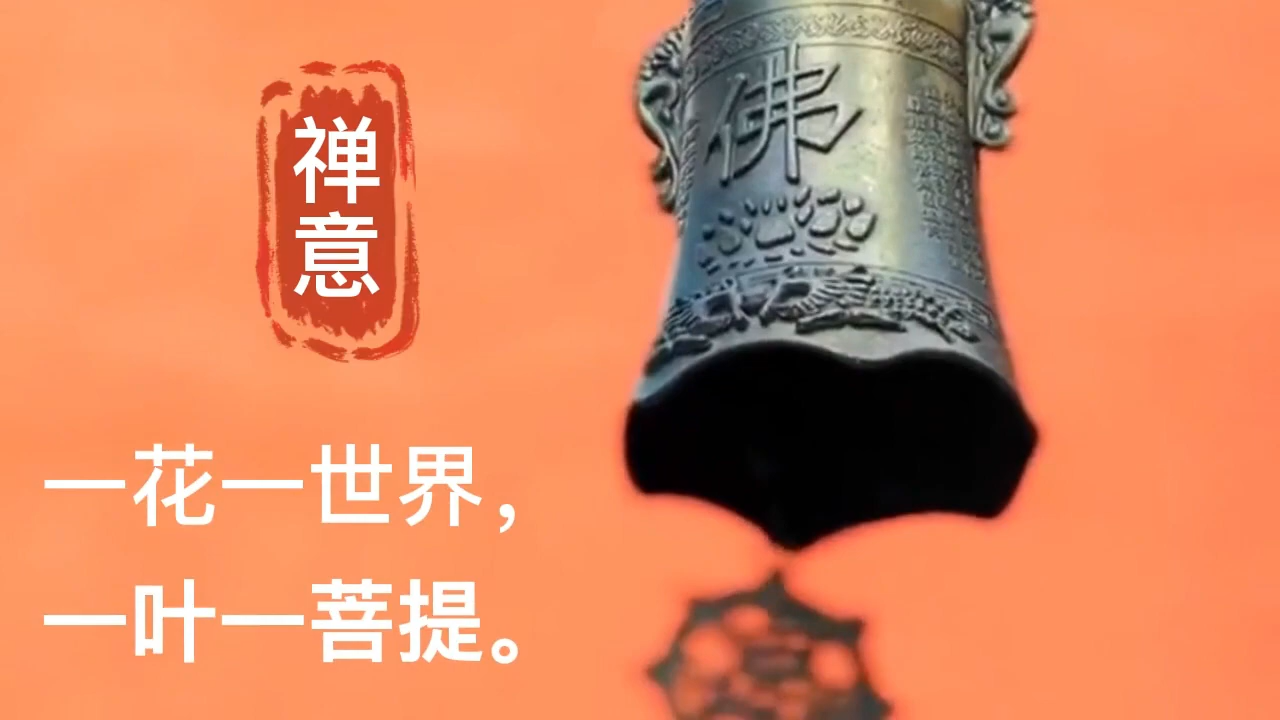 禅意
佛
一花一世界，
一叶一菩提。